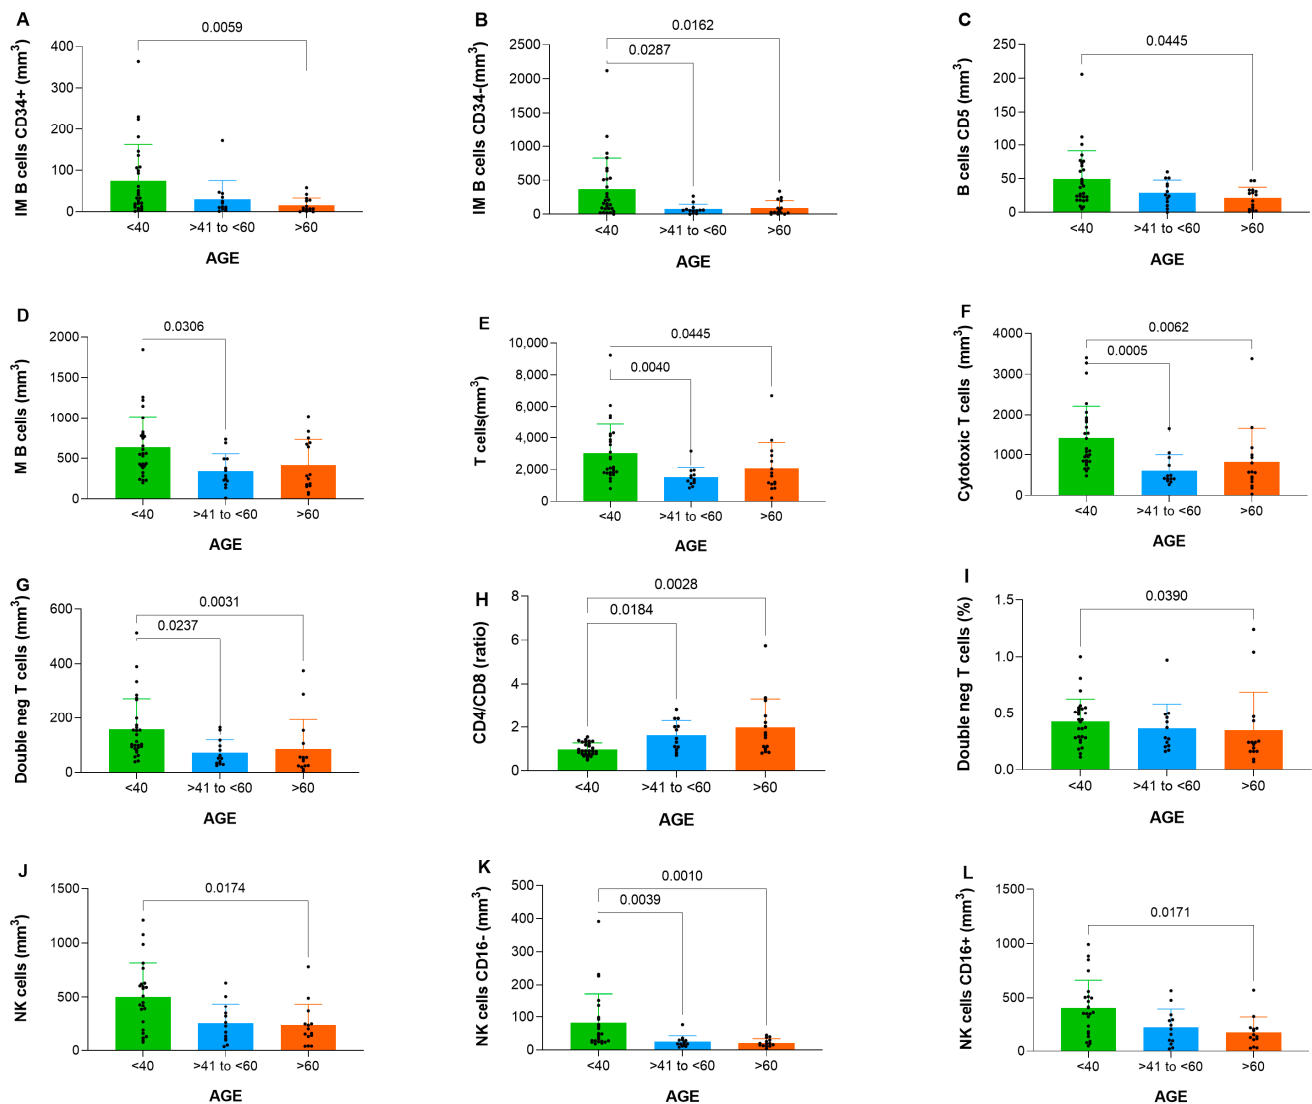 A
0.0059
IM B cells CD34+ (mm³)
400
300
200
100
0
<40
>41 to <60
>60
AGE
B
0.0162
0.0287
IM B cells CD34-(mm³)
2500
2000
1500
1000
500
0
<40
>41 to <60
>60
AGE
C
0.0445
B cells CD5 (mm³)
250
200
150
100
50
0
<40
>41 to <60
>60
AGE
D
0.0306
M B cells (mm³)
2000
1500
1000
500
0
<40
>41 to <60
>60
AGE
E
0.0445
0.0040
T cells(mm³)
10,000
8,000
6,000
4,000
2,000
0
<40
>41 to <60
>60
AGE
F
0.0062
0.0005
Cytotoxic T cells (mm³)
4000
3000
2000
1000
0
<40
>41 to <60
>60
AGE
G
0.0031
0.0237
Double neg T cells (mm³)
600
400
200
0
<40
>41 to <60
>60
AGE
H
0.0028
0.0184
CD4/CD8 (ratio)
8
6
4
2
0
<40
>41 to <60
>60
AGE
I
0.0390
Double neg T cells (%)
1.5
1.0
0.5
0.0
<40
>41 to <60
>60
AGE
J
0.0174
NK cells (mm³)
1500
1000
500
0
<40
>41 to <60
>60
AGE
K
0.0010
0.0039
NK cells CD16- (mm³)
500
400
300
200
100
0
<40
>41 to <60
>60
AGE
L
0.0171
NK cells CD16+ (mm³)
1500
1000
500
0
<40
>41 to <60
>60
AGE